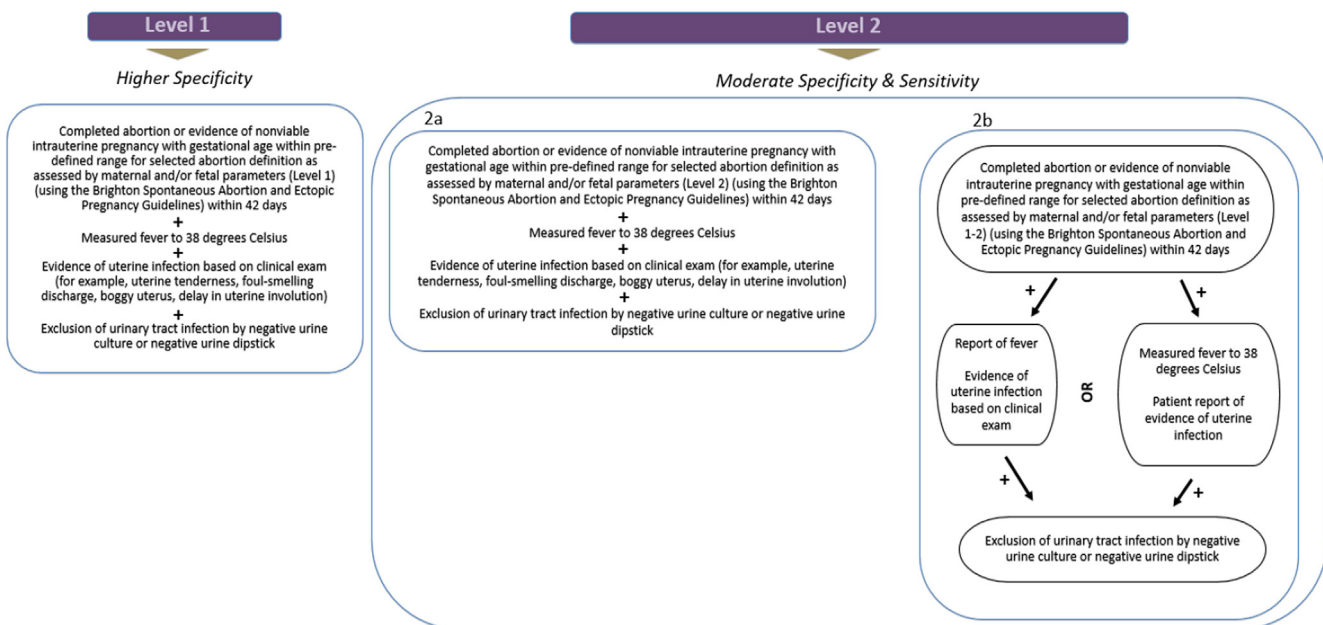 Level 1
Higher Specificity
Completed abortion or evidence of nonviable
intrauterine pregnancy with gestational age within pre-
defined range for selected abortion definition as
assessed by maternal and/or fetal parameters (Level 1)
(using the Brighton Spontaneous Abortion and Ectopic
Pregnancy Guidelines) within 42 days
+
Measured fever to 38 degrees Celsius
+
Evidence of uterine infection based on clinical exam
(for example, uterine tenderness, foul-smelling
discharge, boggy uterus, delay in uterine involution)
+
Exclusion of urinary tract infection by negative urine
culture or negative urine dipstick
Level 2
Moderate Specificity & Sensitivity
2a
Completed abortion or evidence of nonviable intrauterine pregnancy with
gestational age within pre-defined range for selected abortion definition as
assessed by maternal and/or fetal parameters (Level 2) (using the Brighton
Spontaneous Abortion and Ectopic Pregnancy Guidelines) within 42 days
+
Measured fever to 38 degrees Celsius
+
Evidence of uterine infection based on clinical exam (for example, uterine
tenderness, foul-smelling discharge, boggy uterus, delay in uterine involution)
+
Exclusion of urinary tract infection by negative urine culture or negative urine
dipstick
2b
Completed abortion or evidence of nonviable
intrauterine pregnancy with gestational age within
pre-defined range for selected abortion definition as
assessed by maternal and/or fetal parameters (Level
1-2) (using the Brighton Spontaneous Abortion and
Ectopic Pregnancy Guidelines) within 42 days
+
+
Report of fever
Evidence of
uterine infection
based on clinical
exam
OR
Measured fever to 38
degrees Celsius
Patient report of
evidence of uterine
infection
+
+
Exclusion of urinary tract infection by negative
urine culture or negative urine dipstick